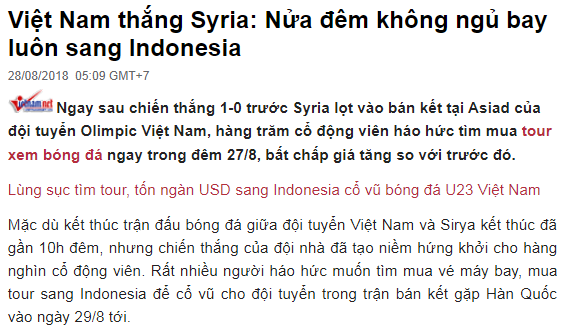 Việt Nam thắng Syria: Nửa đêm không ngủ bay
luôn sang Indonesia
28/08/2018 05:09 GMT+7
Vietnamnet Ngay sau chiến thắng 1-0 trước Syria lọt vào bán kết tại Asiad của
đội tuyển Olimpic Việt Nam, hàng trăm cổ động viên háo hức tìm mua tour
xem bóng đá ngay trong đêm 27/8, bất chấp giá tăng so với trước đó.
Lùng sục tìm tour, tốn ngàn USD sang Indonesia cổ vũ bóng đá U23 Việt Nam
Mặc dù kết thúc trận đấu bóng đá giữa đội tuyển Việt Nam và Sirya kết thúc đã
gần 10h đêm, nhưng chiến thắng của đội nhà đã tạo niềm hứng khởi cho hàng
nghìn cổ động viên. Rất nhiều người háo hức muốn tìm mua vé máy bay, mua
tour sang Indonesia để cổ vũ cho đội tuyển trong trận bán kết gặp Hàn Quốc
vào ngày 29/8 tới.